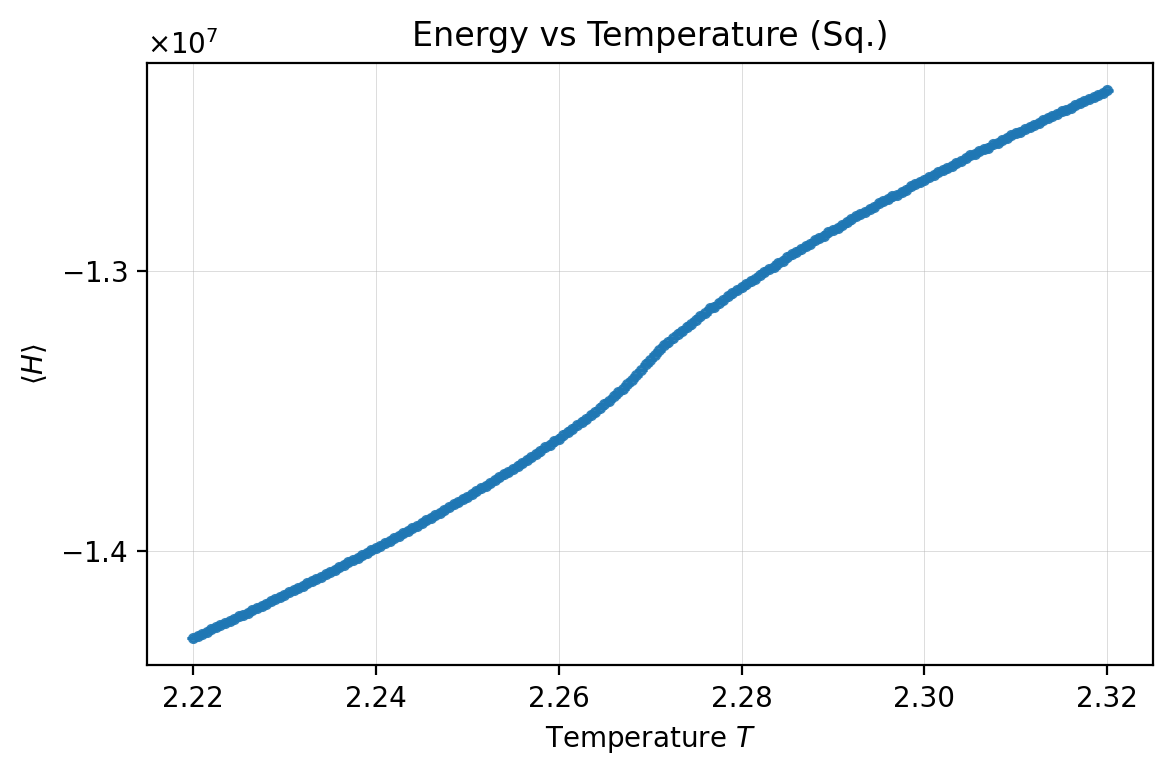 Energy vs Temperature (Sq.)
×10⁷
−1.3
−1.4
⟨H⟩
2.22 2.24 2.26 2.28 2.30 2.32
Temperature T